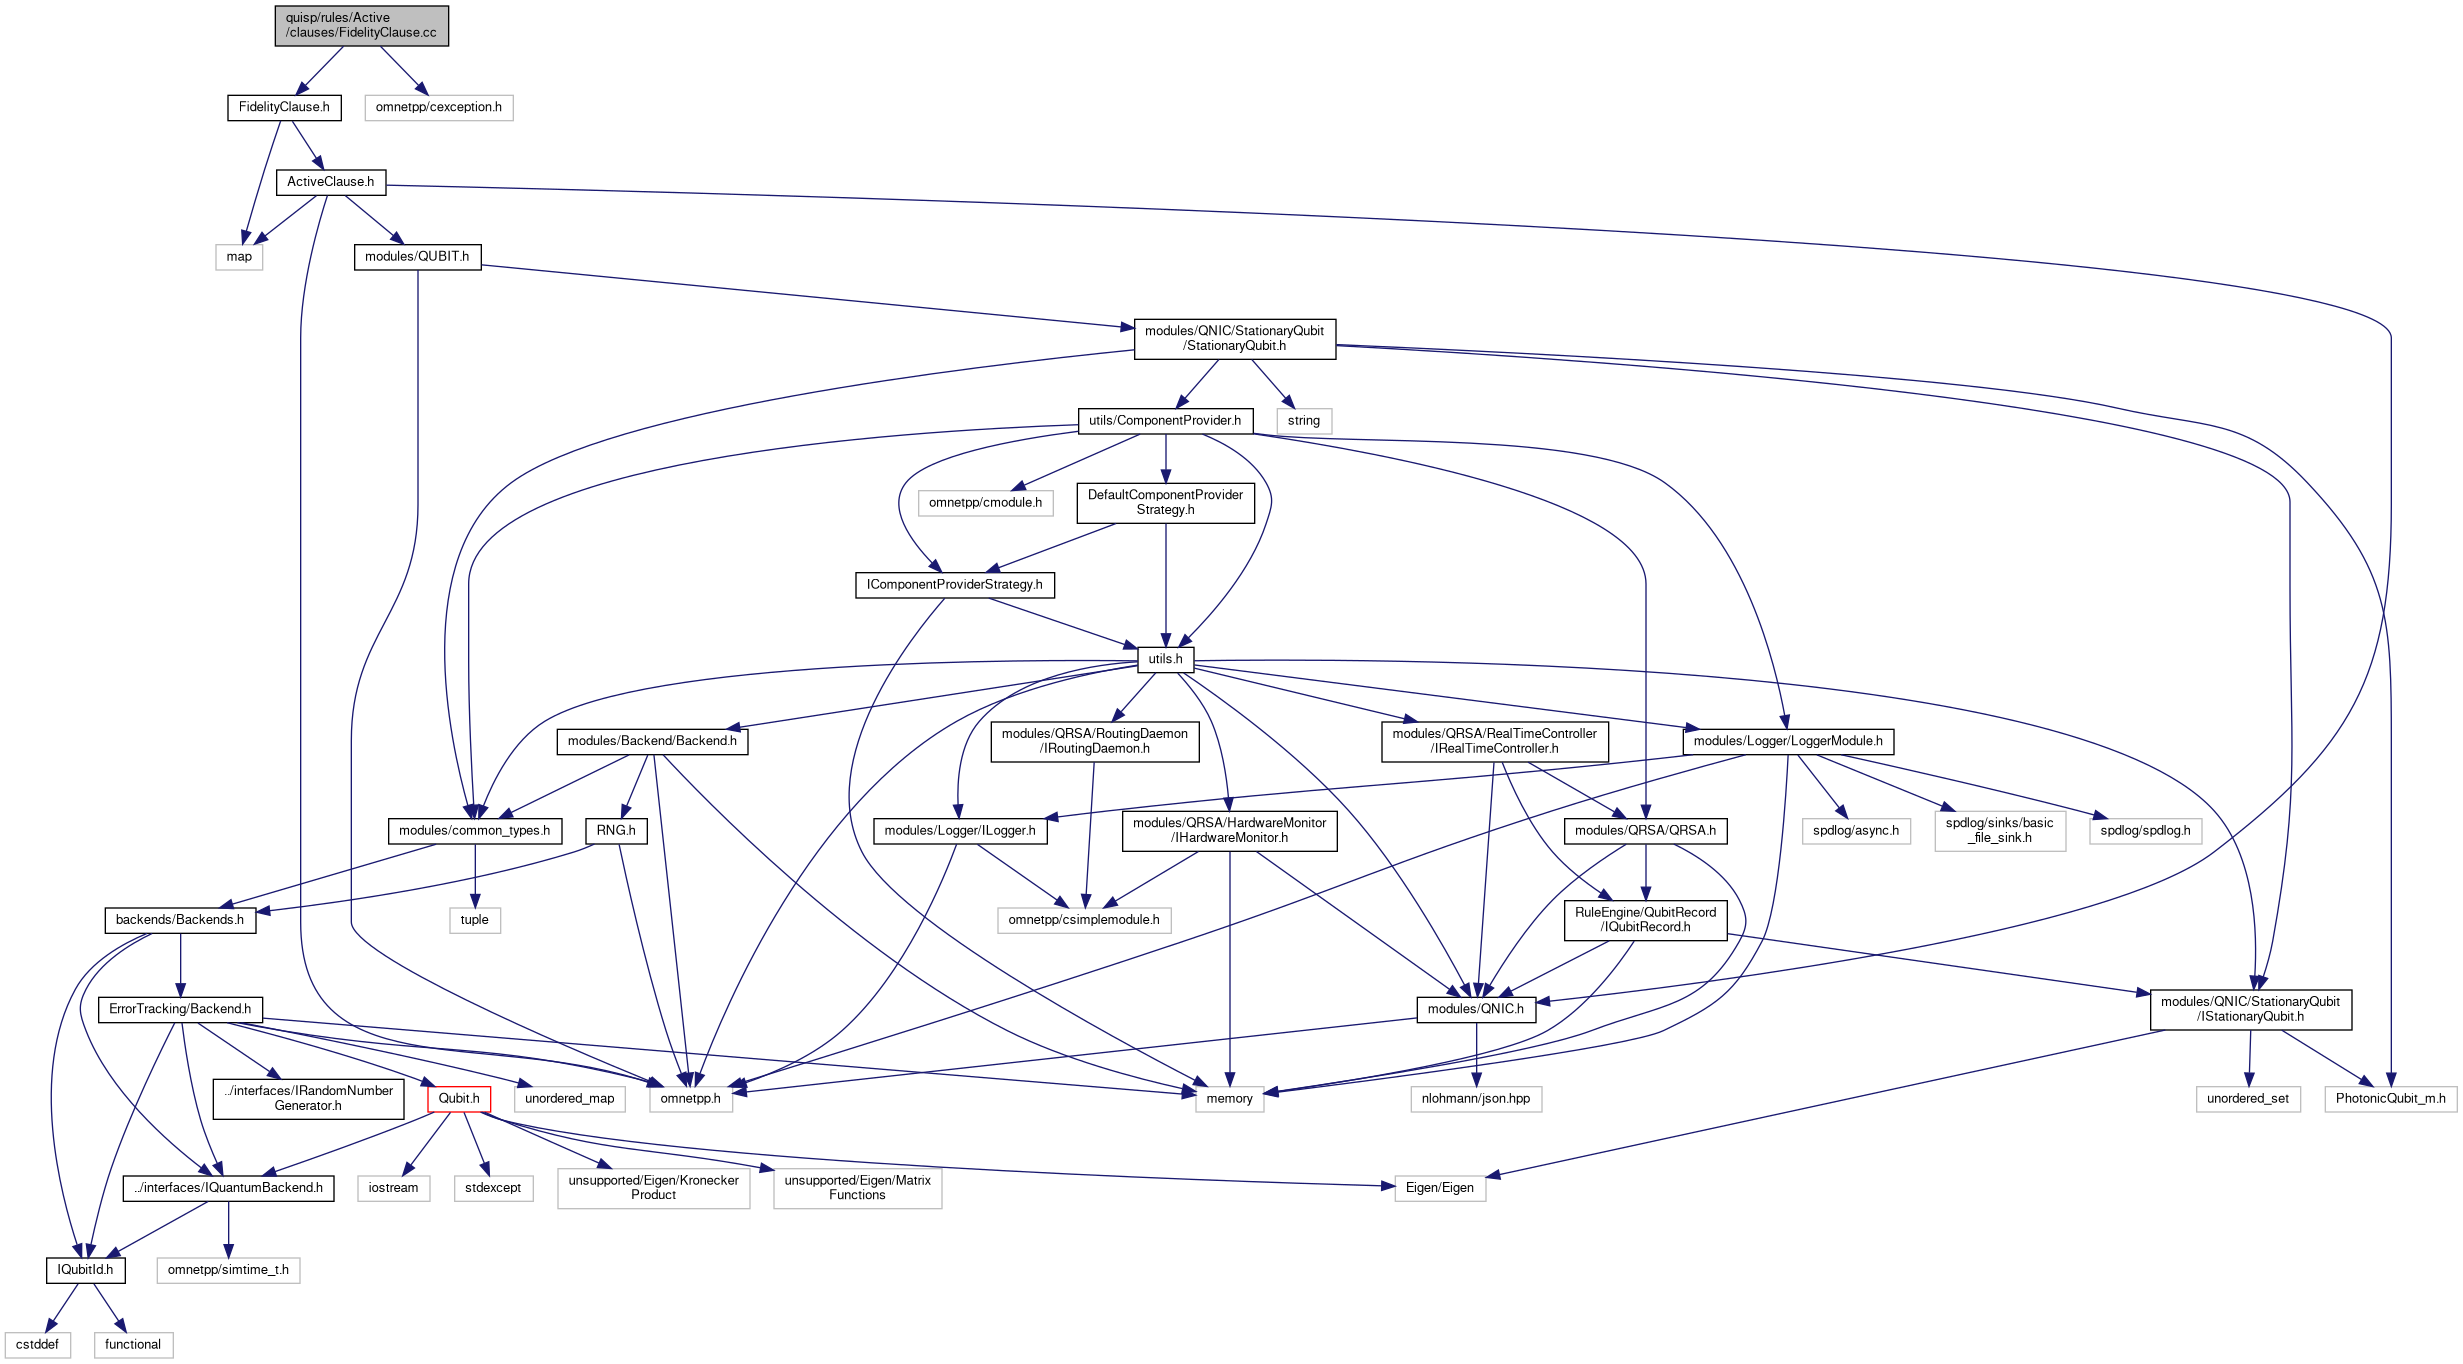 quisp/rules/Active
/clauses/FidelityClause.cc
FidelityClause.h
omnetpp/cexception.h
ActiveClause.h
map
modules/QUBIT.h
modules/QNIC/StationaryQubit
/StationaryQubit.h
utils/ComponentProvider.h
string
omnetpp/cmodule.h
DefaultComponentProvider
Strategy.h
IComponentProviderStrategy.h
utils.h
modules/Backend/Backend.h
modules/QRSA/RoutingDaemon
/IRoutingDaemon.h
modules/QRSA/RealTimeController
/IRealTimeController.h
modules/Logger/LoggerModule.h
modules/common_types.h
RNG.h
modules/Logger/ILogger.h
modules/QRSA/HardwareMonitor
/IHardwareMonitor.h
modules/QRSA/QRSA.h
spdlog/async.h
spdlog/sinks/basic
_file_sink.h
spdlog/spdlog.h
backends/Backends.h
tuple
omnetpp/csimplemodule.h
RuleEngine/QubitRecord
/IQubitRecord.h
ErrorTracking/Backend.h
modules/QNIC.h
modules/QNIC/StationaryQubit
/IStationaryQubit.h
../interfaces/IRandomNumber
Generator.h
Qubit.h
unordered_map
omnetpp.h
memory
nlohmann/json.hpp
unordered_set
PhotonicQubit_m.h
../interfaces/IQuantumBackend.h
iostream
stdexcept
unsupported/Eigen/Kronecker
Product
unsupported/Eigen/Matrix
Functions
Eigen/Eigen
IQubitId.h
omnetpp/simtime_t.h
cstddef
functional